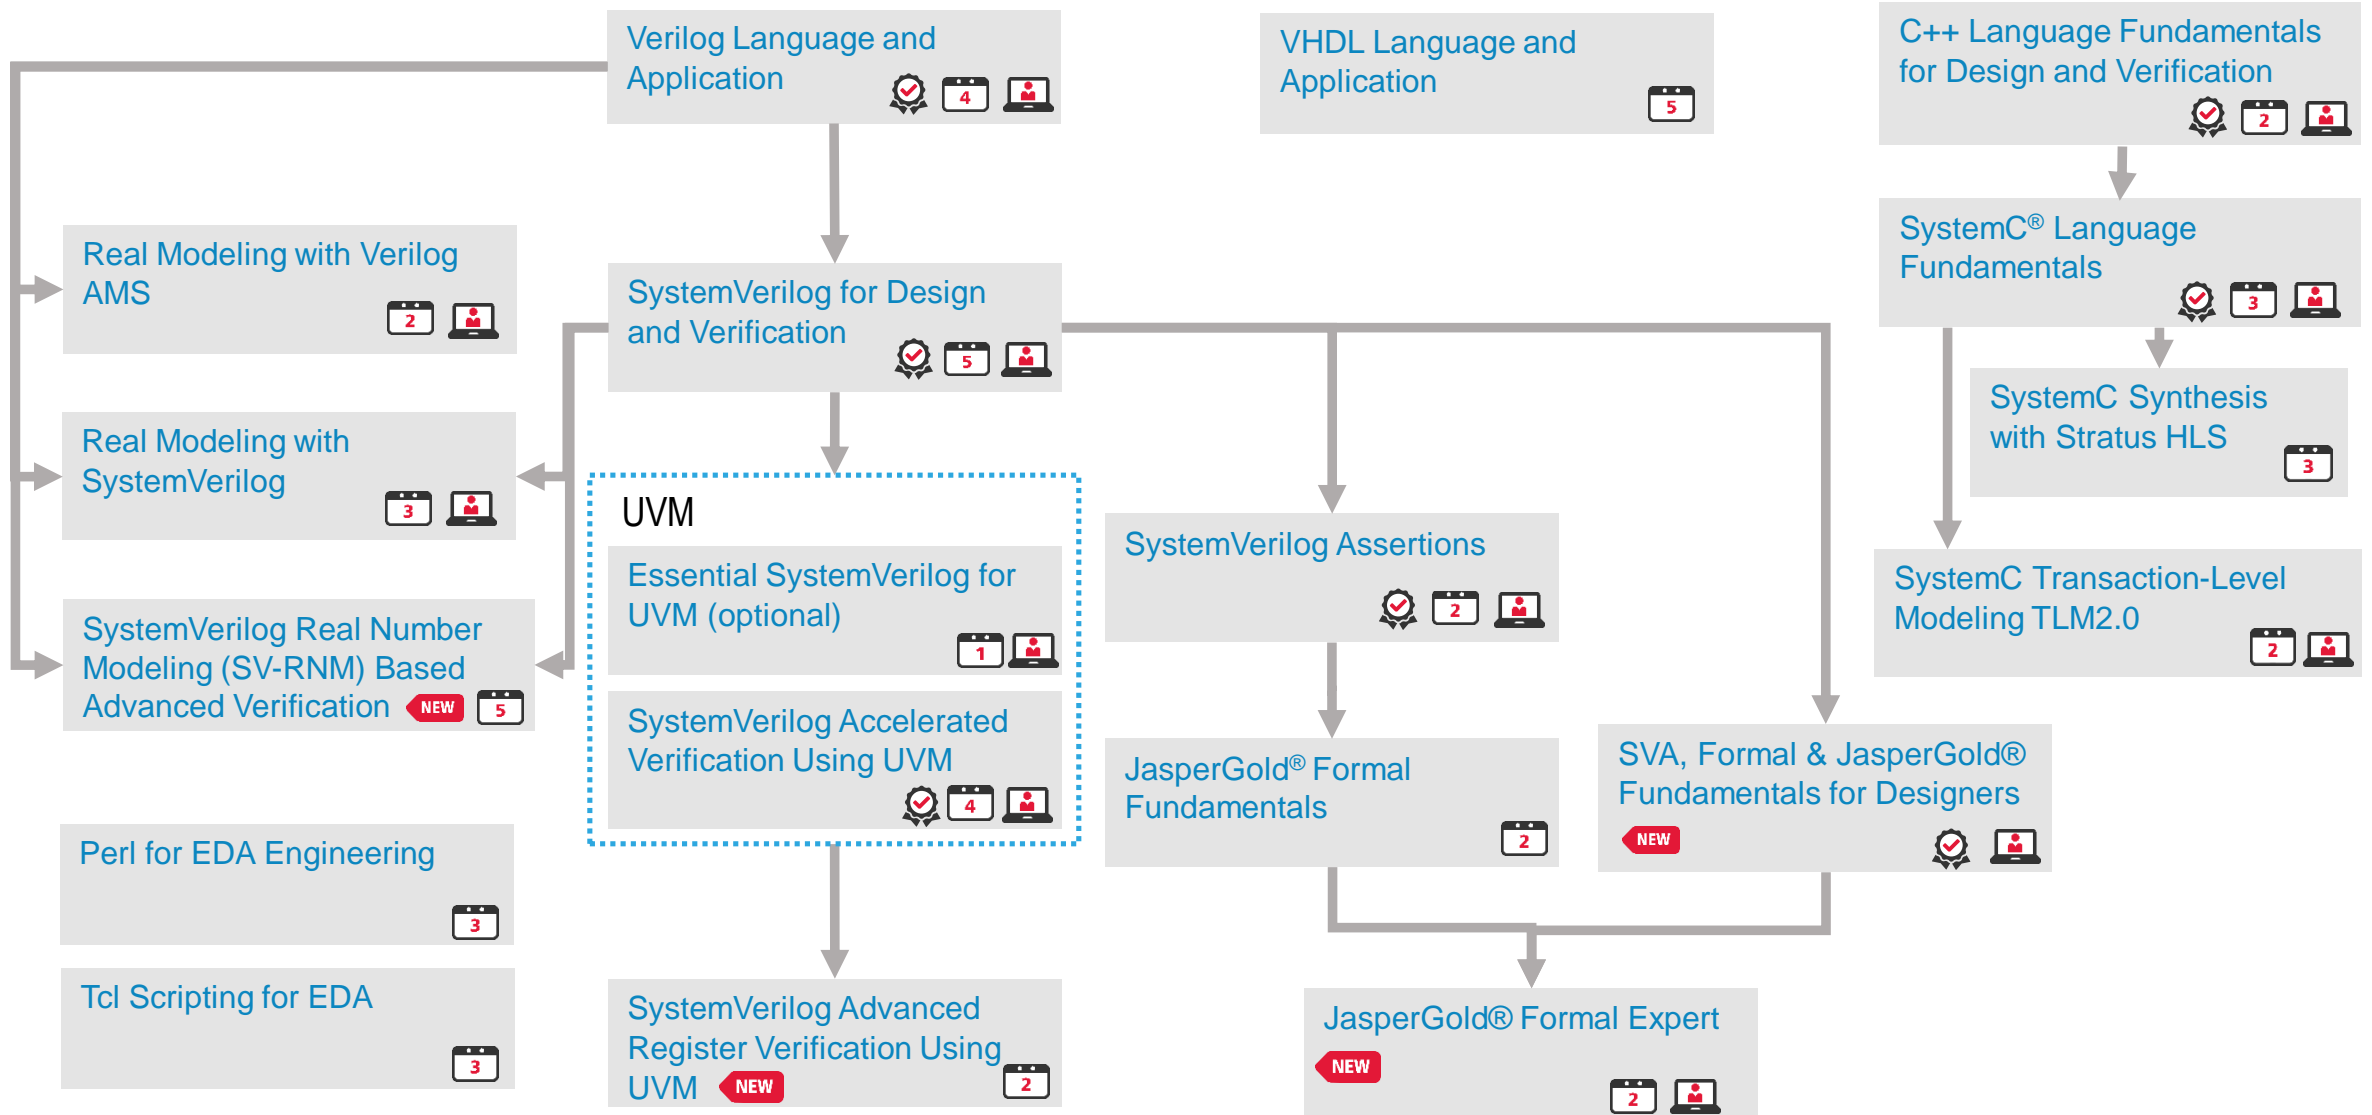 Verilog Language and
Application
4
VHDL Language and
Application
5
C++ Language Fundamentals
for Design and Verification
2
Real Modeling with Verilog
AMS
2
SystemVerilog for Design
and Verification
5
SystemC® Language
Fundamentals
3
SystemC Synthesis
with Stratus HLS
3
Real Modeling with
SystemVerilog
3
UVM
Essential SystemVerilog for
UVM (optional)
1
SystemVerilog Accelerated
Verification Using UVM
4
SystemVerilog Assertions
2
SystemC Transaction-Level
Modeling TLM2.0
2
SystemVerilog Real Number
Modeling (SV-RNM) Based
Advanced Verification NEW 5
JasperGold® Formal
Fundamentals
2
SVA, Formal & JasperGold®
Fundamentals for Designers
NEW
Perl for EDA Engineering
3
Tcl Scripting for EDA
3
SystemVerilog Advanced
Register Verification Using
UVM NEW 2
JasperGold® Formal Expert
NEW
2